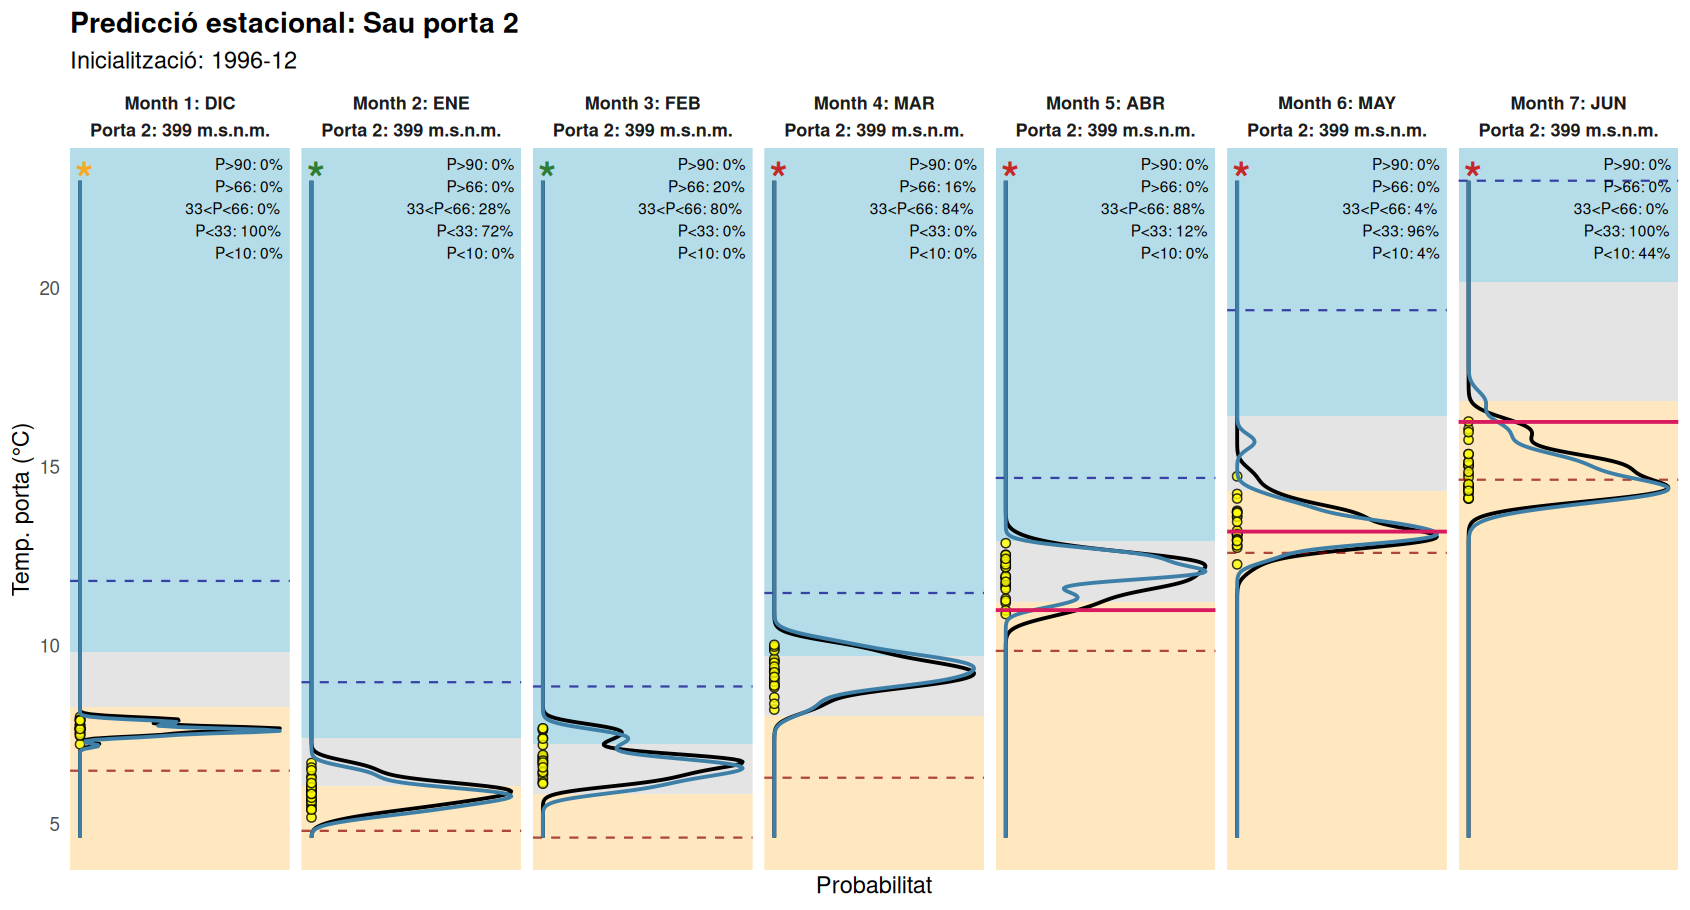 Predicció estacional: Sau porta 2
Inicialització: 1996-12
Month 1: DIC
Porta 2: 399 m.s.n.m.
Month 2: ENE
Porta 2: 399 m.s.n.m.
Month 3: FEB
Porta 2: 399 m.s.n.m.
Month 4: MAR
Porta 2: 399 m.s.n.m.
Month 5: ABR
Porta 2: 399 m.s.n.m.
Month 6: MAY
Porta 2: 399 m.s.n.m.
Month 7: JUN
Porta 2: 399 m.s.n.m.
*
P>90: 0%
P>66: 0%
33<P<66: 0%
P<33: 100%
P<10: 0%
*
P>90: 0%
P>66: 0%
33<P<66: 28%
P<33: 72%
P<10: 0%
*
P>90: 0%
P>66: 20%
33<P<66: 80%
P<33: 0%
P<10: 0%
*
P>90: 0%
P>66: 16%
33<P<66: 84%
P<33: 0%
P<10: 0%
*
P>90: 0%
P>66: 0%
33<P<66: 88%
P<33: 12%
P<10: 0%
*
P>90: 0%
P>66: 0%
33<P<66: 4%
P<33: 96%
P<10: 4%
*
P>90: 0%
P>66: 0%
33<P<66: 0%
P<33: 100%
P<10: 44%
20
15
10
5
Temp. porta (°C)
Probabilitat